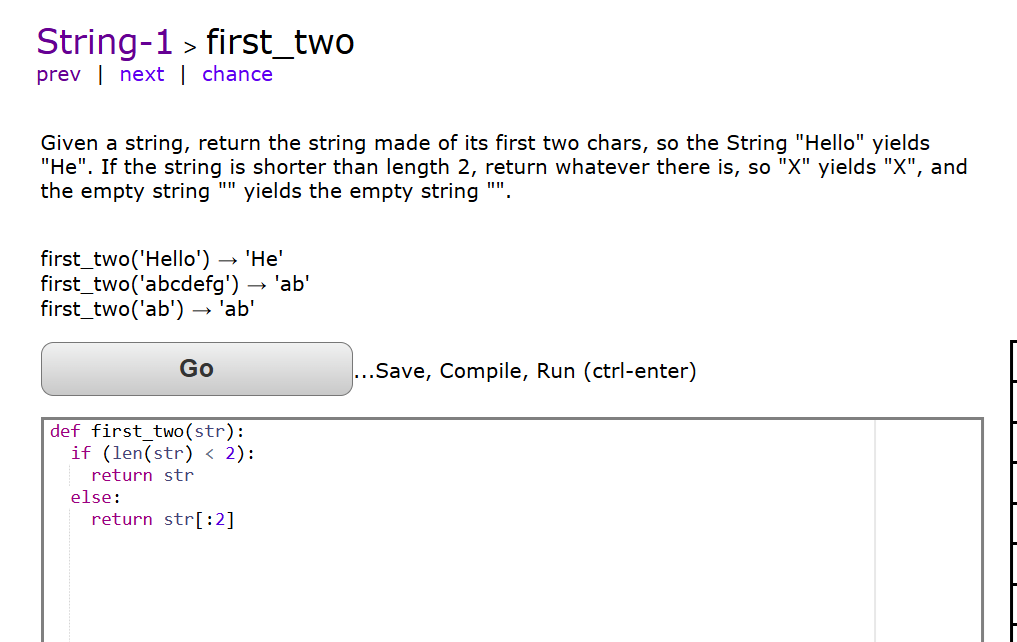 String-1 > first_two
prev | next | chance
Given a string, return the string made of its first two chars, so the String "Hello" yields
"He". If the string is shorter than length 2, return whatever there is, so "X" yields "X", and
the empty string "" yields the empty string "".
first_two('Hello') → 'He'
first_two('abcdefg') → 'ab'
first_two('ab') → 'ab'
Go ...Save, Compile, Run (ctrl-enter)
def first_two(str):
  if (len(str) < 2):
    return str
  else:
    return str[:2]